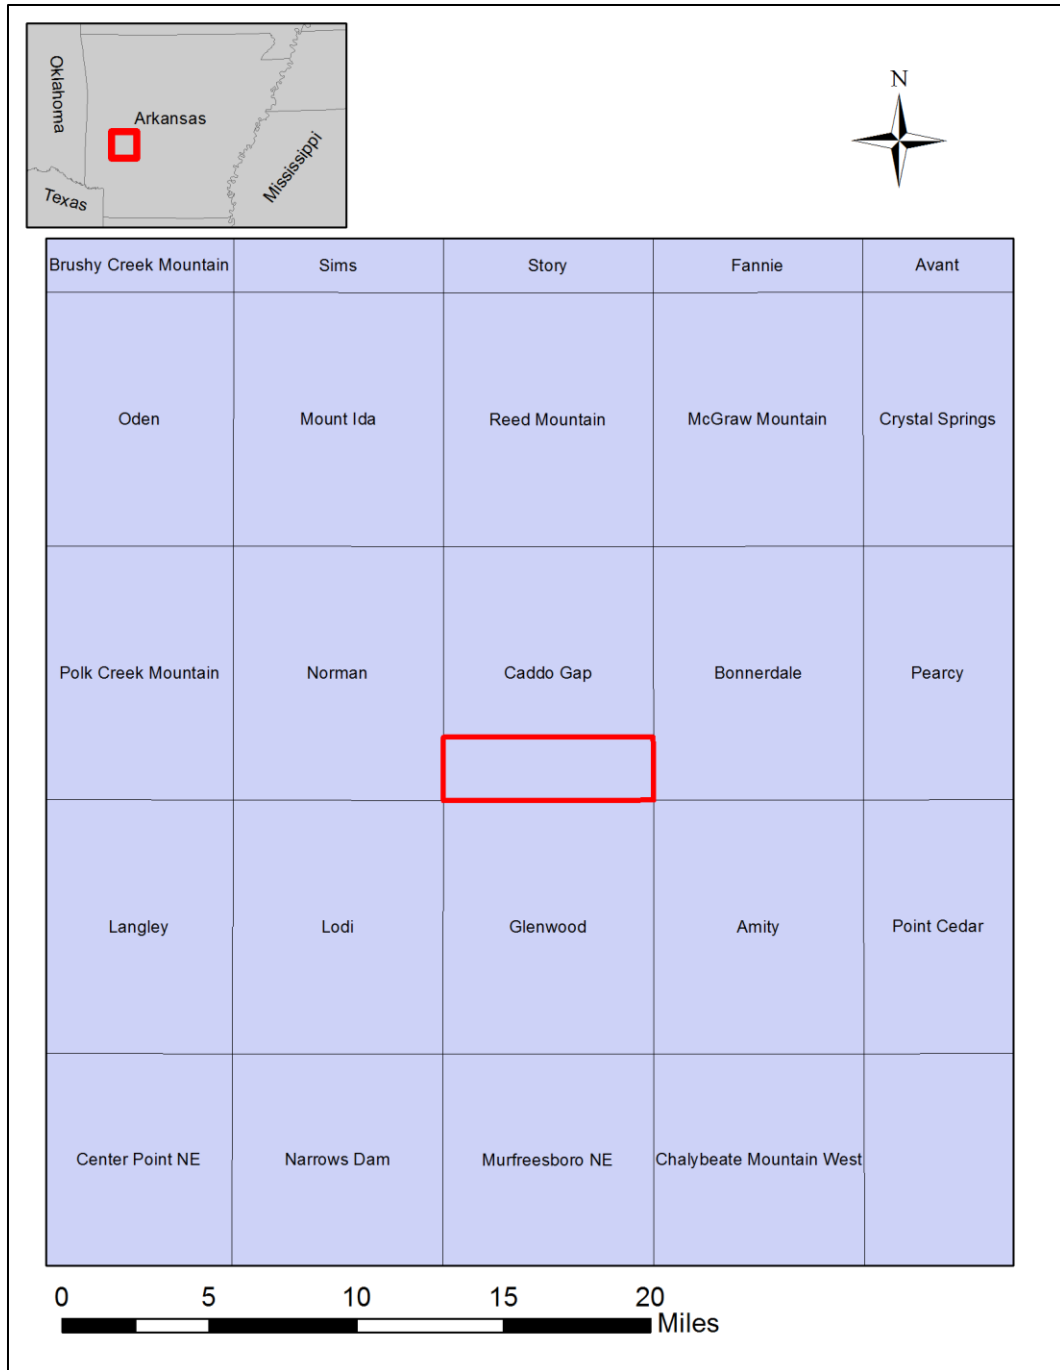 Oklahoma
Arkansas
Mississippi
Texas
N
Brushy Creek Mountain
Sims
Story
Fannie
Avant
Oden
Mount Ida
Reed Mountain
McGraw Mountain
Crystal Springs
Polk Creek Mountain
Norman
Caddo Gap
Bonnerdale
Pearcy
Langley
Lodi
Glenwood
Amity
Point Cedar
Center Point NE
Narrows Dam
Murfreesboro NE
Chalybeate Mountain West
0 5 10 15 20
Miles